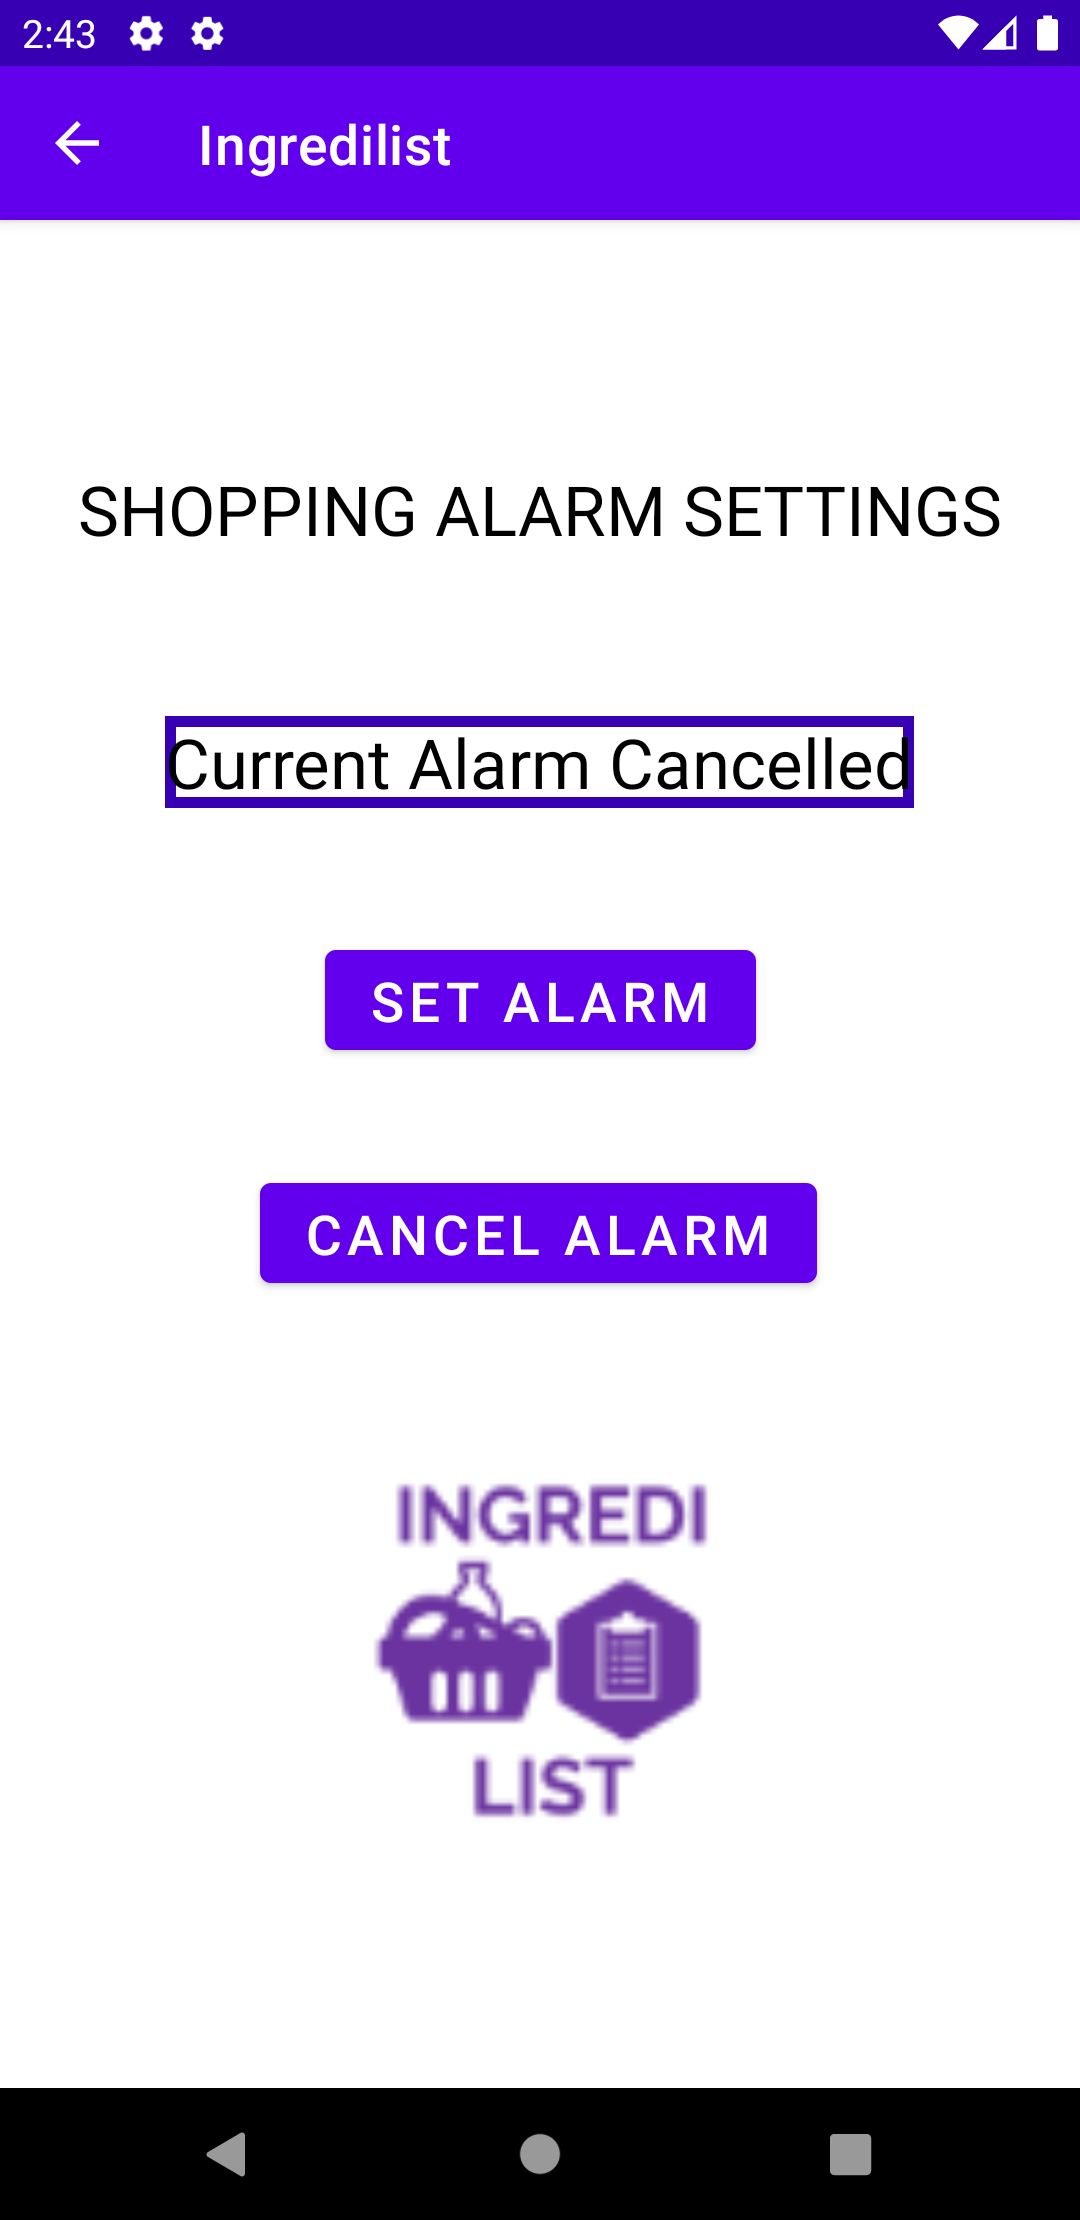 2:43
Ingredilist
SHOPPING ALARM SETTINGS
Current Alarm Cancelled
SET ALARM
CANCEL ALARM
INGREDI
LIST